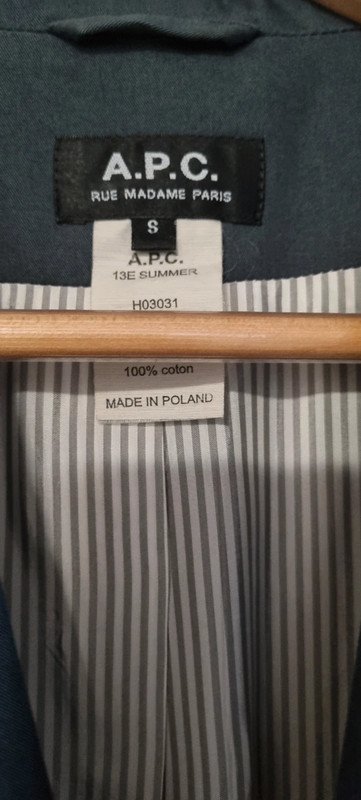 A.P.C.
RUE MADAME PARIS
S
A.P.C.
13E SUMMER
H03031
100% coton
MADE IN POLAND